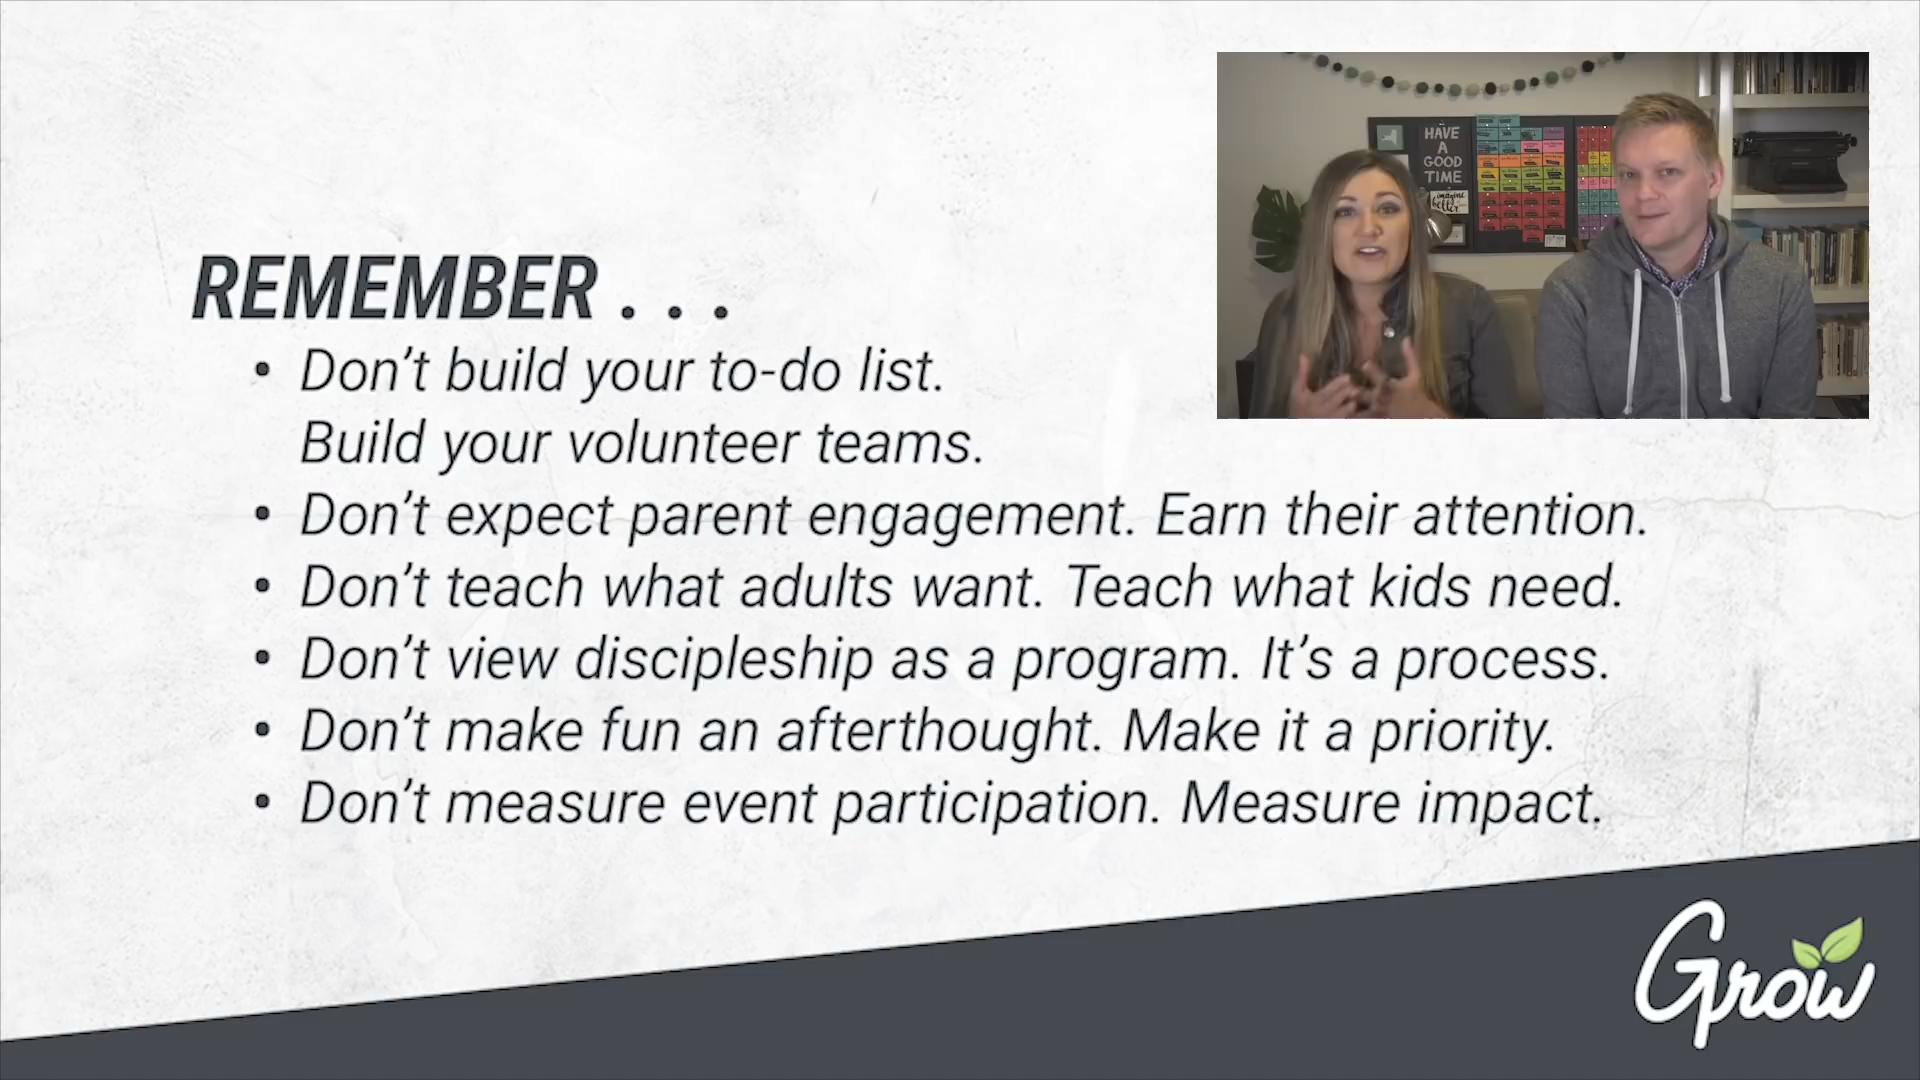 HAVE
A
GOOD
TIME
imagine
better
REMEMBER . . .
• Don’t build your to-do list.
Build your volunteer teams.
• Don’t expect parent engagement. Earn their attention.
• Don’t teach what adults want. Teach what kids need.
• Don’t view discipleship as a program. It’s a process.
• Don’t make fun an afterthought. Make it a priority.
• Don’t measure event participation. Measure impact.
Grow